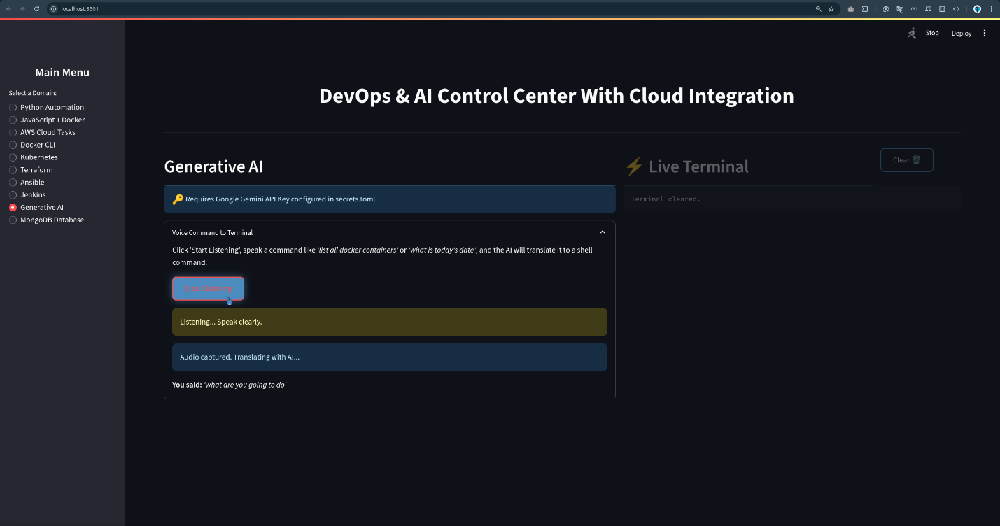 localhost:8501
Stop
Deploy
Main Menu
Select a Domain:
Python Automation
JavaScript + Docker
AWS Cloud Tasks
Docker CLI
Kubernetes
Terraform
Ansible
Jenkins
Generative AI
MongoDB Database
DevOps & AI Control Center With Cloud Integration
Generative AI
🔑 Requires Google Gemini API Key configured in secrets.toml
Voice Command to Terminal
Click 'Start Listening', speak a command like 'list all docker containers' or 'what is today's date', and the AI will translate it to a shell
command.
Listening... Speak clearly.
Audio captured. Translating with AI...
You said: 'what are you going to do'
⚡ Live Terminal
Clear 🗑️
Terminal cleared.